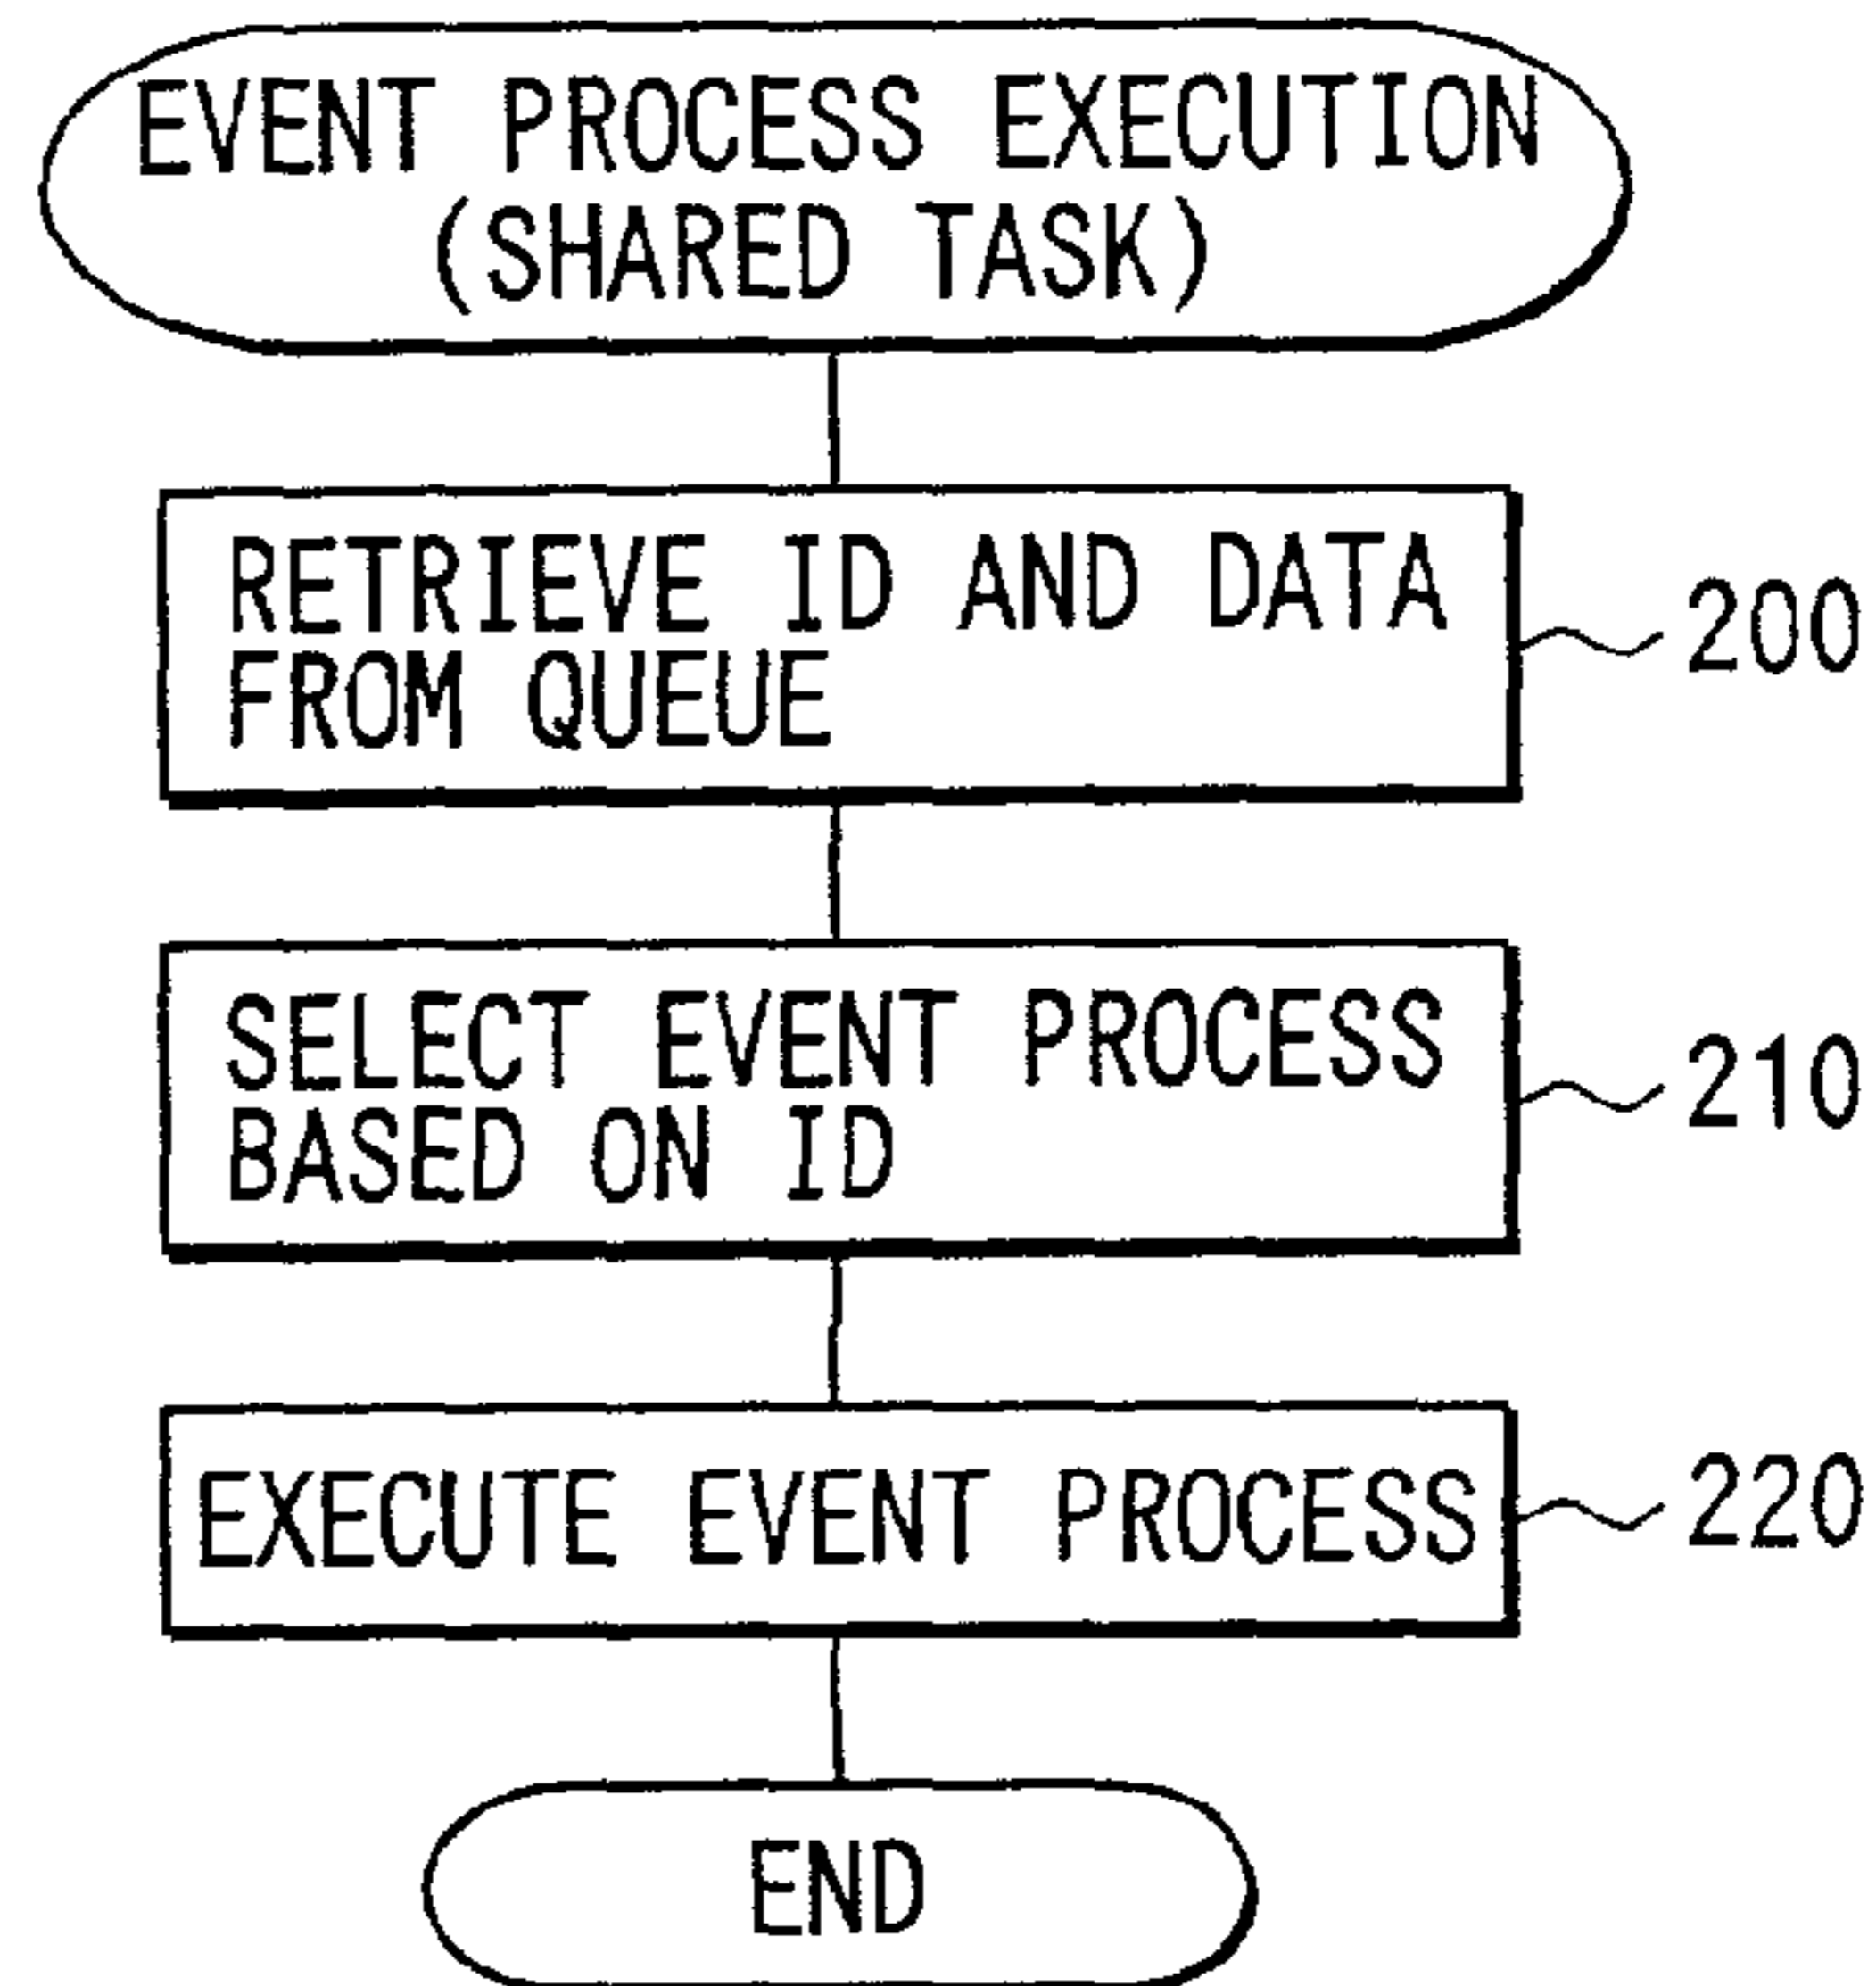 EVENT PROCESS EXECUTION
(SHARED TASK)
RETRIEVE ID AND DATA
FROM QUEUE
200
SELECT EVENT PROCESS
BASED ON ID
210
EXECUTE EVENT PROCESS
220
END